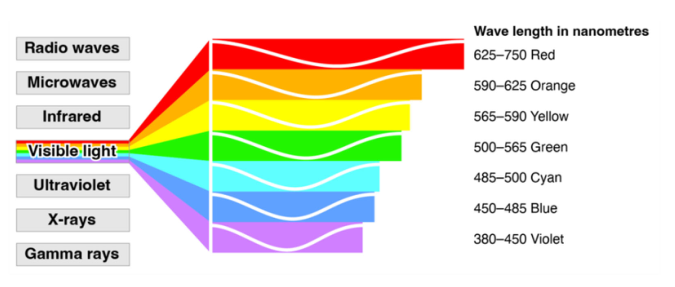 Radio waves
Microwaves
Infrared
Visible light
Ultraviolet
X-rays
Gamma rays
Wave length in nanometres
625–750 Red
590–625 Orange
565–590 Yellow
500–565 Green
485–500 Cyan
450–485 Blue
380–450 Violet